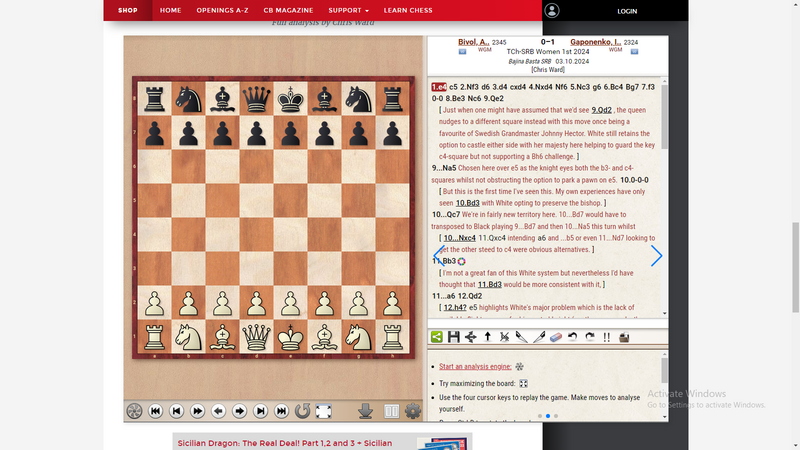 SHOP HOME OPENINGS A-Z CB MAGAZINE SUPPORT LEARN CHESS LOGIN
Full analysis by Chris Ward
Bivol, A.. 2345 0–1 Gaponenko, I.. 2324
WGM WGM
TCh-SRB Women 1st 2024
Bajina Basta SRB 03.10.2024
[Chris Ward]
1.e4 c5 2.Nf3 d6 3.d4 cxd4 4.Nxd4 Nf6 5.Nc3 g6 6.Bc4 Bg7 7.f3
0-0 8.Be3 Nc6 9.Qe2
[ Just when one might have assumed that we'd see 9.Qd2 , the queen
nudges to a different square instead with this move once being a
favourite of Swedish Grandmaster Johnny Hector. White still retains the
option to castle either side with her majesty here helping to guard the key
c4-square but not supporting a Bh6 challenge. ]
9...Na5 Chosen here over e5 as the knight eyes both the b3- and c4-
squares whilst not obstructing the option to park a pawn on e5. 10.0-0-0
[ But this is the first time I've seen this. My own experiences have only
seen 10.Bd3 with White opting to preserve the bishop. ]
10...Qc7 We're in fairly new territory here. 10...Bd7 would have to
transposed to Black playing 9...Bd7 and then 10...Na5 this turn whilst
[ 10...Nxc4 11.Qxc4 intending a6 and ...b5 or even 11...Nd7 looking to
get the other steed to c4 were obvious alternatives. ]
11.Bb3
[ I'm not a great fan of this White system but nevertheless I'd have
thought that 11.Bd3 would be more consistent with it, ]
11...a6 12.Qd2
[ 12.h4? e5 highlights White's major problem which is the lack of
8
7
2
1
a b c d e f g h
Start an analysis engine:
Try maximizing the board:
Use the four cursor keys to replay the game. Make moves to analyse
yourself.
Activate Windows
Go to Settings to activate Windows.
Sicilian Dragon: The Real Deal! Part 1,2 and 3 + Sicilian